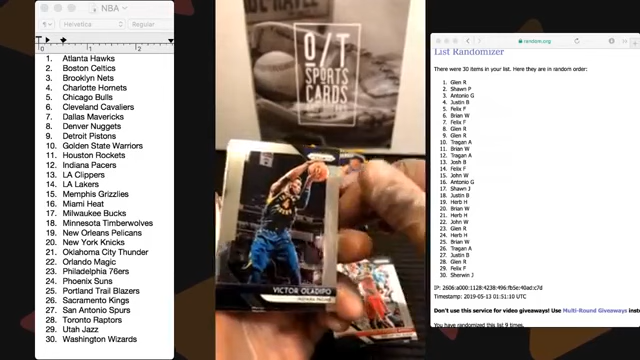 NBA
Helvetica
Regular
0
1
2
1. Atlanta Hawks
2. Boston Celtics
3. Brooklyn Nets
4. Charlotte Hornets
5. Chicago Bulls
6. Cleveland Cavaliers
7. Dallas Mavericks
8. Denver Nuggets
9. Detroit Pistons
10. Golden State Warriors
11. Houston Rockets
12. Indiana Pacers
13. LA Clippers
14. LA Lakers
15. Memphis Grizzlies
16. Miami Heat
17. Milwaukee Bucks
18. Minnesota Timberwolves
19. New Orleans Pelicans
20. New York Knicks
21. Oklahoma City Thunder
22. Orlando Magic
23. Philadelphia 76ers
24. Phoenix Suns
25. Portland Trail Blazers
26. Sacramento Kings
27. San Antonio Spurs
28. Toronto Raptors
29. Utah Jazz
30. Washington Wizards
O/T
SPORTS
CARDS
VICTOR OLADIPO
random.org
List Randomizer
There were 30 items in your list. Here they are in random order:
1. Glen R
2. Shawn P
3. Antonio G
4. Justin B
5. Felix F
6. Brian W
7. Felix F
8. Glen R
9. Glen R
10. Tragan A
11. Brian W
12. Tragan A
13. Josh B
14. Felix F
15. John W
16. Antonio G
17. Shawn J
18. Justin B
19. Herb H
20. Brian W
21. Herb H
22. John W
23. Glen R
24. Herb H
25. Brian W
26. Tragan A
27. Justin B
28. Glen R
29. Felix F
30. Sherwin J
Timestamp: 2019-05-13 01:51:10 UTC
Don't use this service for video giveaways! Use Multi-Round Giveaways inst
You have randomized this list 9 times.